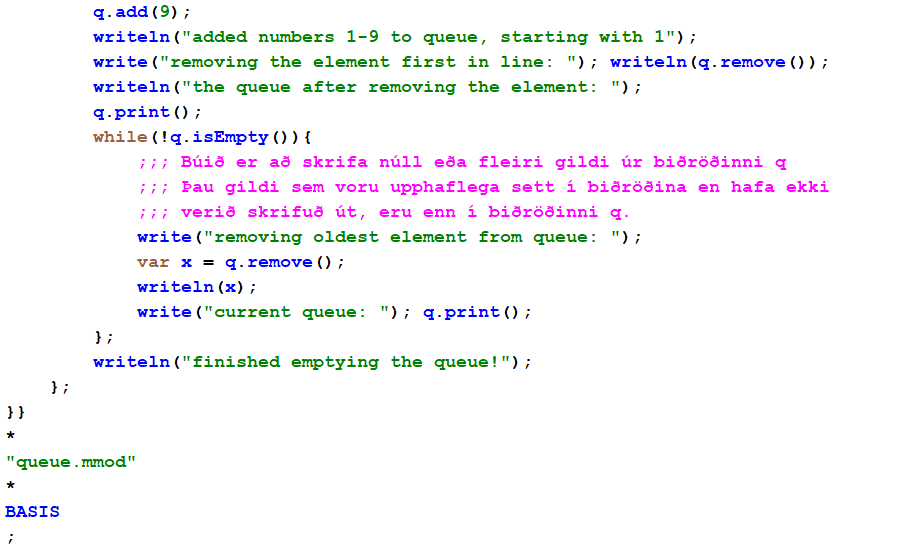 q.add(9);
writeln("added numbers 1-9 to queue, starting with 1");
write("removing the element first in line: "); writeln(q.remove());
writeln("the queue after removing the element: ");
q.print();
while(!q.isEmpty()){
;;; Búið er að skrifa núll eða fleiri gildi úr biðröðinni q
;;; Þau gildi sem voru upphaflega sett í biðröðina en hafa ekki
;;; verið skrifuð út, eru enn í biðröðinni q.
write("removing oldest element from queue: ");
var x = q.remove();
writeln(x);
write("current queue: "); q.print();
};
writeln("finished emptying the queue!");
};
}}
*
"queue.mmod"
*
BASIS
;